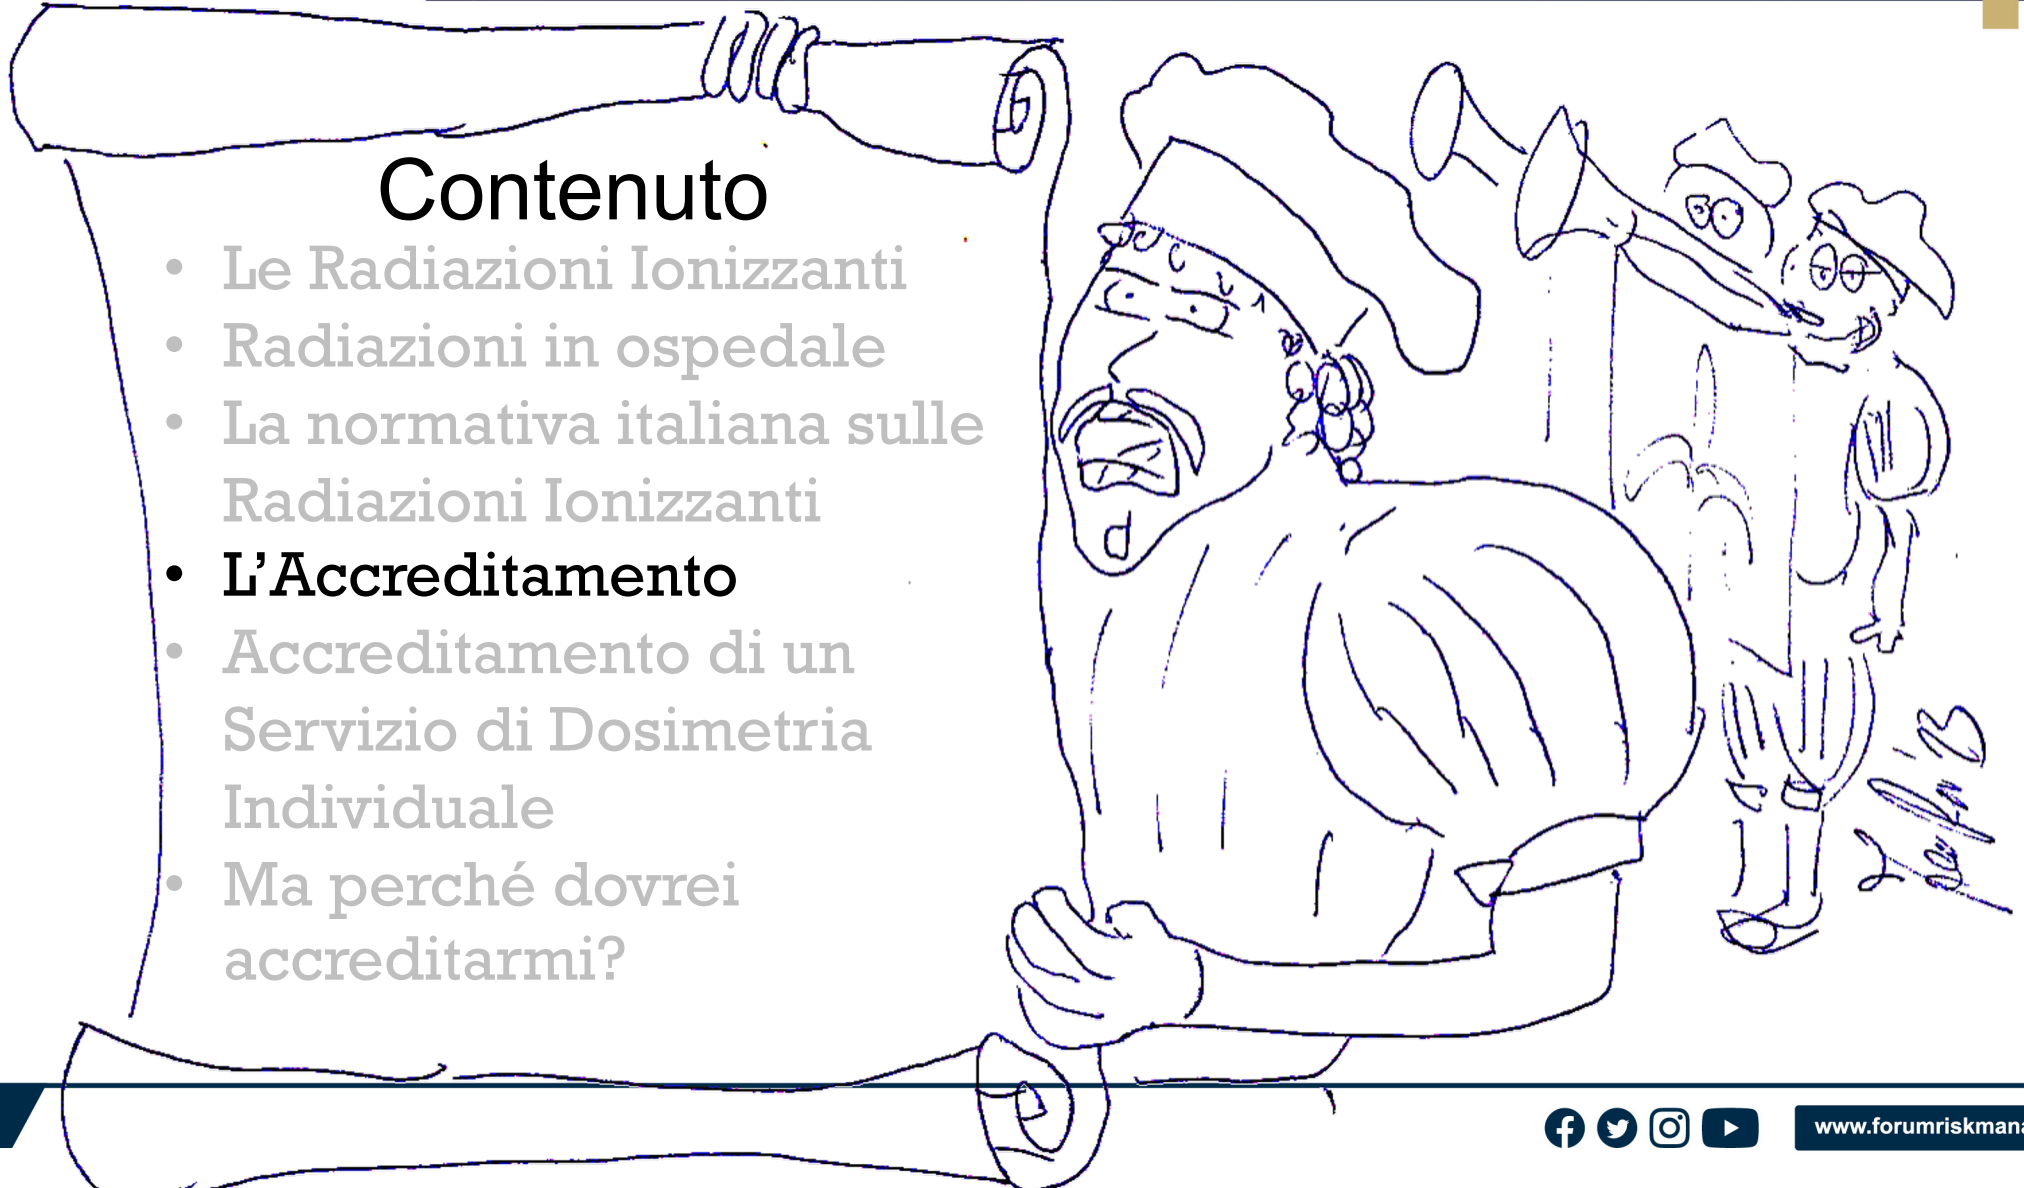 Contenuto
• Le Radiazioni Ionizzanti
• Radiazioni in ospedale
• La normativa italiana sulle
Radiazioni Ionizzanti
• L’Accreditamento
• Accreditamento di un
Servizio di Dosimetria
Individuale
• Ma perché dovrei
accreditarmi?
www.forumriskmana